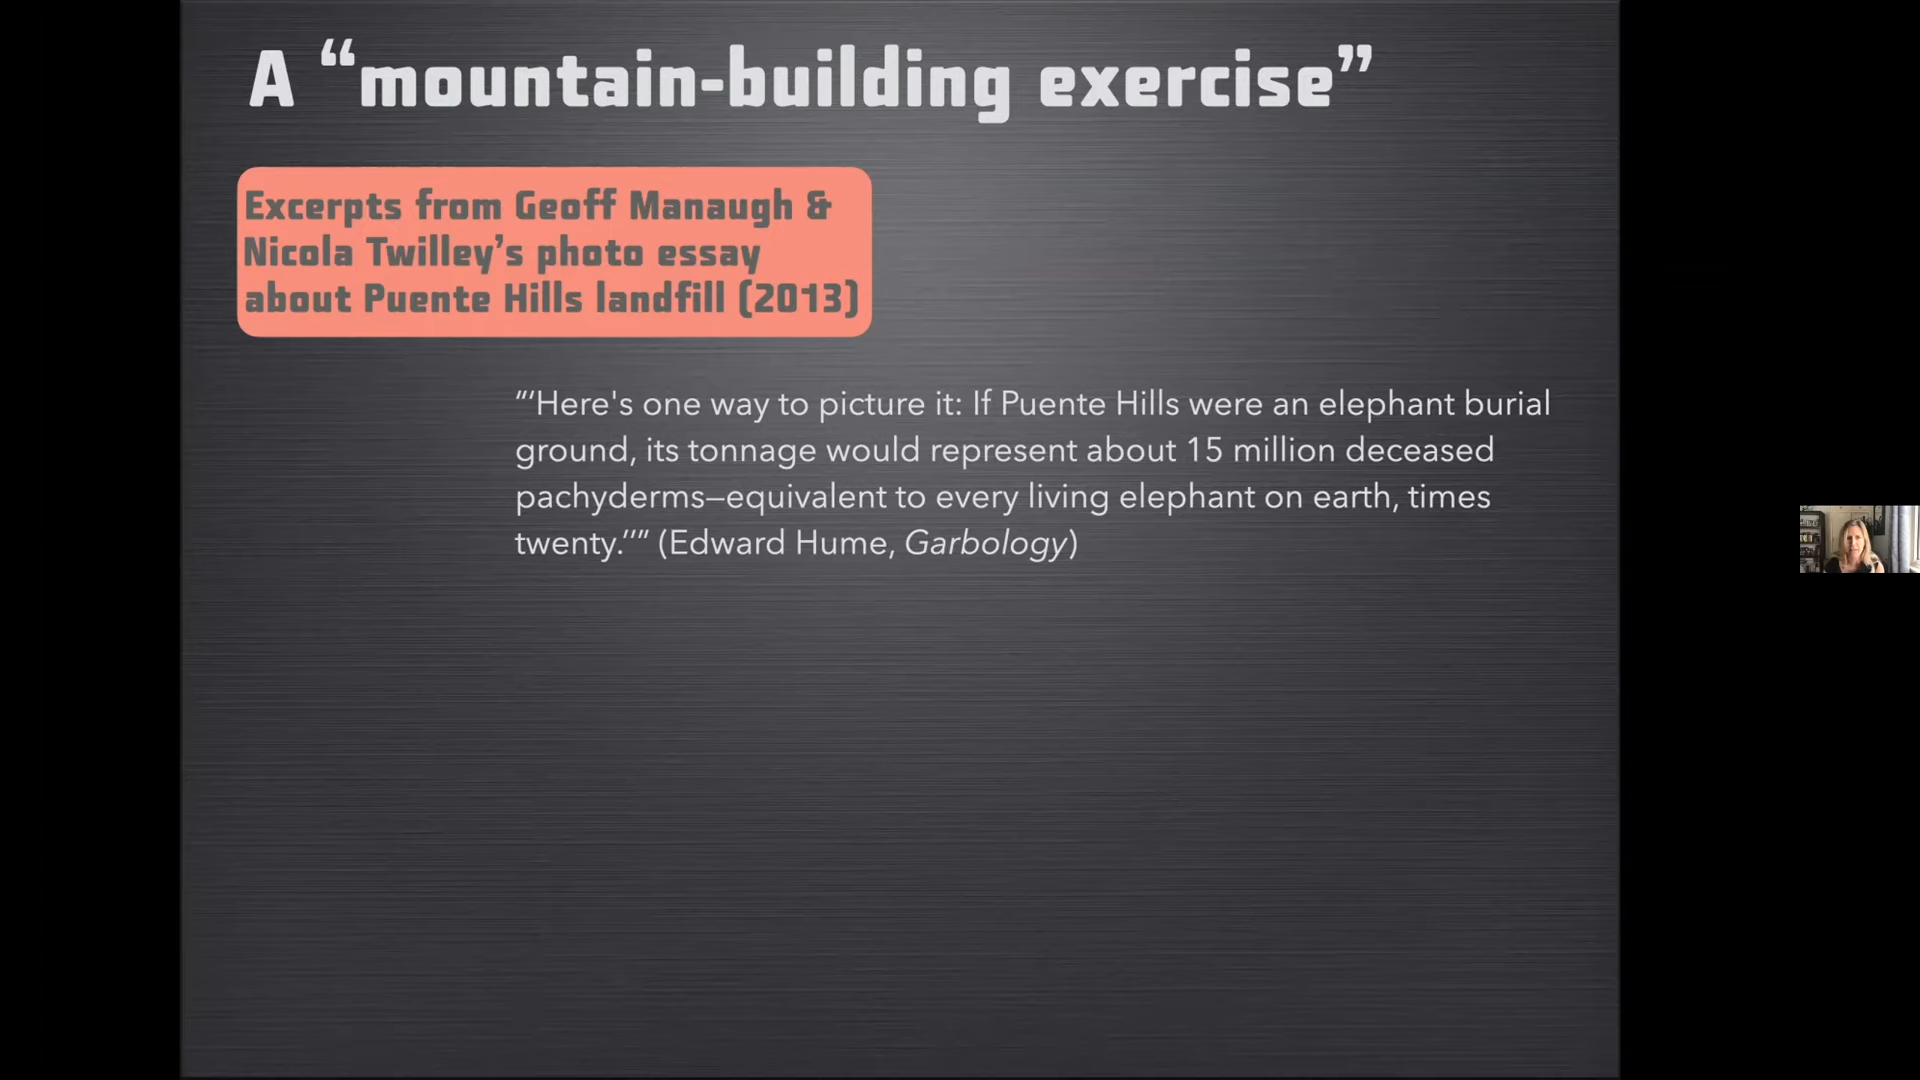 A “mountain-building exercise”
Excerpts from Geoff Manaugh &
Nicola Twilley’s photo essay
about Puente Hills landfill (2013)
“‘Here's one way to picture it: If Puente Hills were an elephant burial
ground, its tonnage would represent about 15 million deceased
pachyderms—equivalent to every living elephant on earth, times
twenty.’”” (Edward Hume, Garbology)